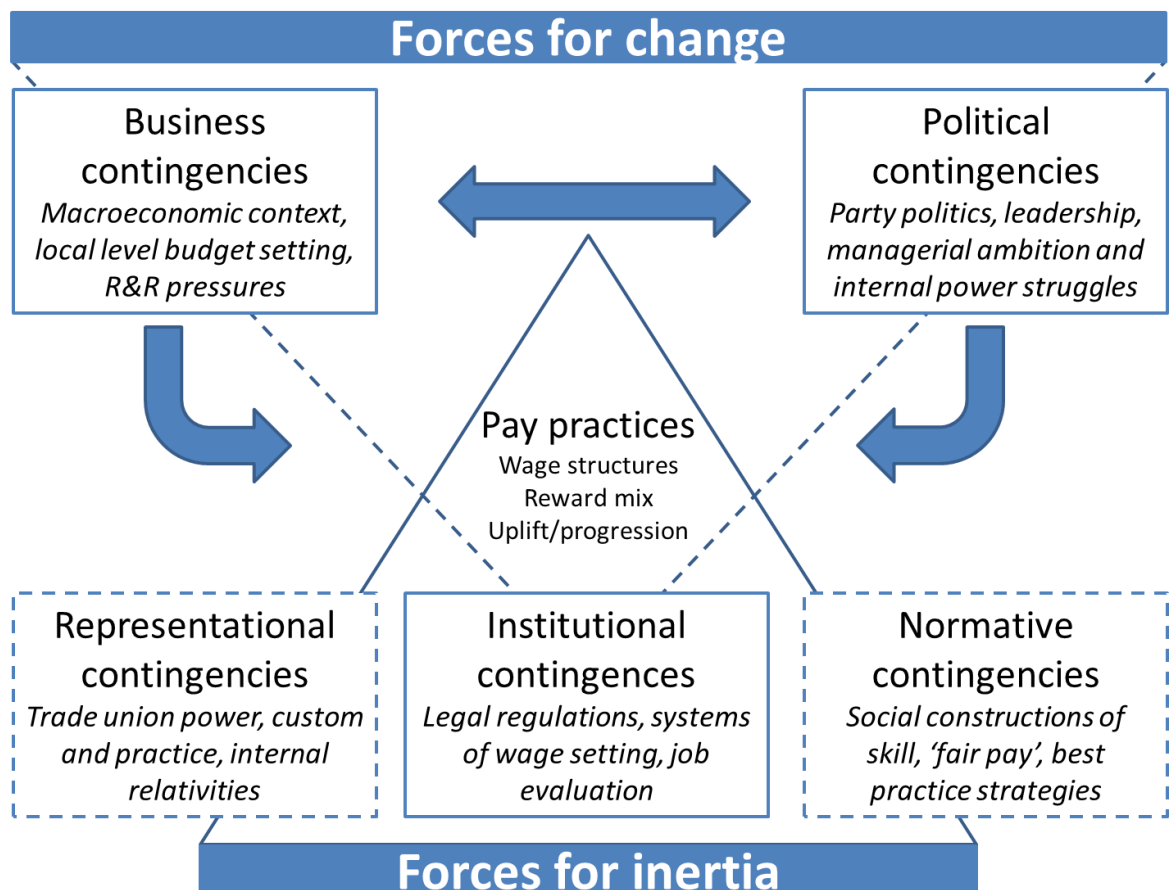 Forces for change
Business
contingencies
Macroeconomic context,
local level budget setting,
R&R pressures
Political
contingencies
Party politics, leadership,
managerial ambition and
internal power struggles
Pay practices
Wage structures
Reward mix
Uplift/progression
Representational
contingencies
Trade union power, custom
and practice, internal
relativities
Institutional
contingences
Legal regulations, systems
of wage setting, job
evaluation
Normative
contingencies
Social constructions of
skill, ‘fair pay’, best
practice strategies
Forces for inertia